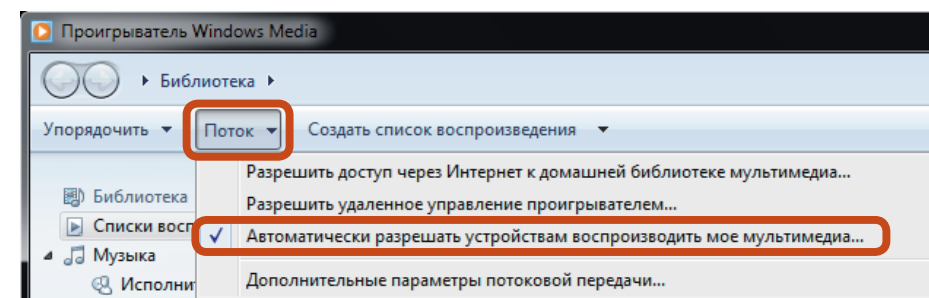 Проигрыватель Windows Media
Библиотека
Упорядочить Поток Создать список воспроизведения
Разрешить доступ через Интернет к домашней библиотеке мультимедиа...
Библиотека
Разрешить удаленное управление проигрывателем...
Списки
Автоматически разрешать устройствам воспроизводить мое мультимедиа...
Музыка
Дополнительные параметры потоковой передачи...